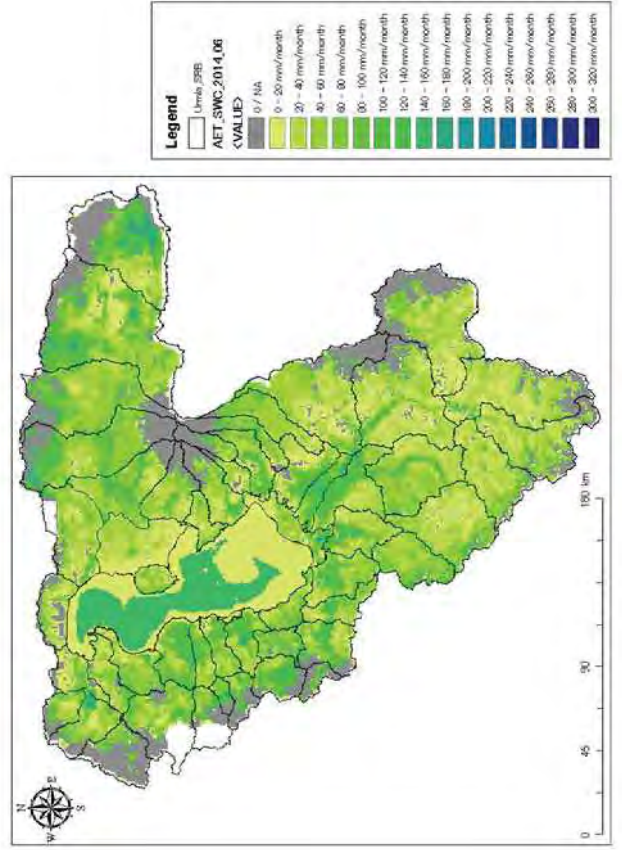 N
W
E
S
0
45
90
180 km
Legend
Urmia_SRB
AET_SWC_2014_06
<VALUE>
0 / NA
0 - 20 mm/month
20 - 40 mm/month
40 - 60 mm/month
60 - 80 mm/month
80 - 100 mm/month
100 - 120 mm/month
120 - 140 mm/month
140 - 160 mm/month
160 - 180 mm/month
180 - 200 mm/month
200 - 220 mm/month
220 - 240 mm/month
240 - 260 mm/month
260 - 280 mm/month
280 - 300 mm/month
300 - 320 mm/month